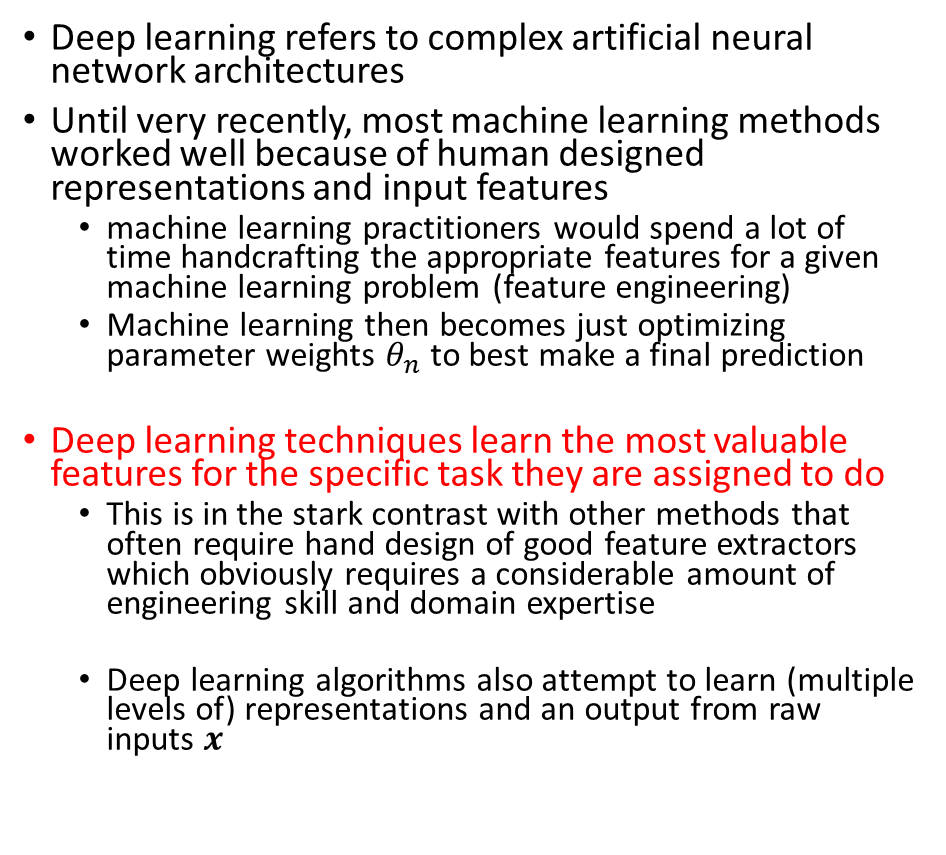 • Deep learning refers to complex artificial neural
network architectures
• Until very recently, most machine learning methods
worked well because of human designed
representations and input features
• machine learning practitioners would spend a lot of
time handcrafting the appropriate features for a given
machine learning problem (feature engineering)
• Machine learning then becomes just optimizing
parameter weights θₙ to best make a final prediction
• Deep learning techniques learn the most valuable
features for the specific task they are assigned to do
• This is in the stark contrast with other methods that
often require hand design of good feature extractors
which obviously requires a considerable amount of
engineering skill and domain expertise
• Deep learning algorithms also attempt to learn (multiple
levels of) representations and an output from raw
inputs x